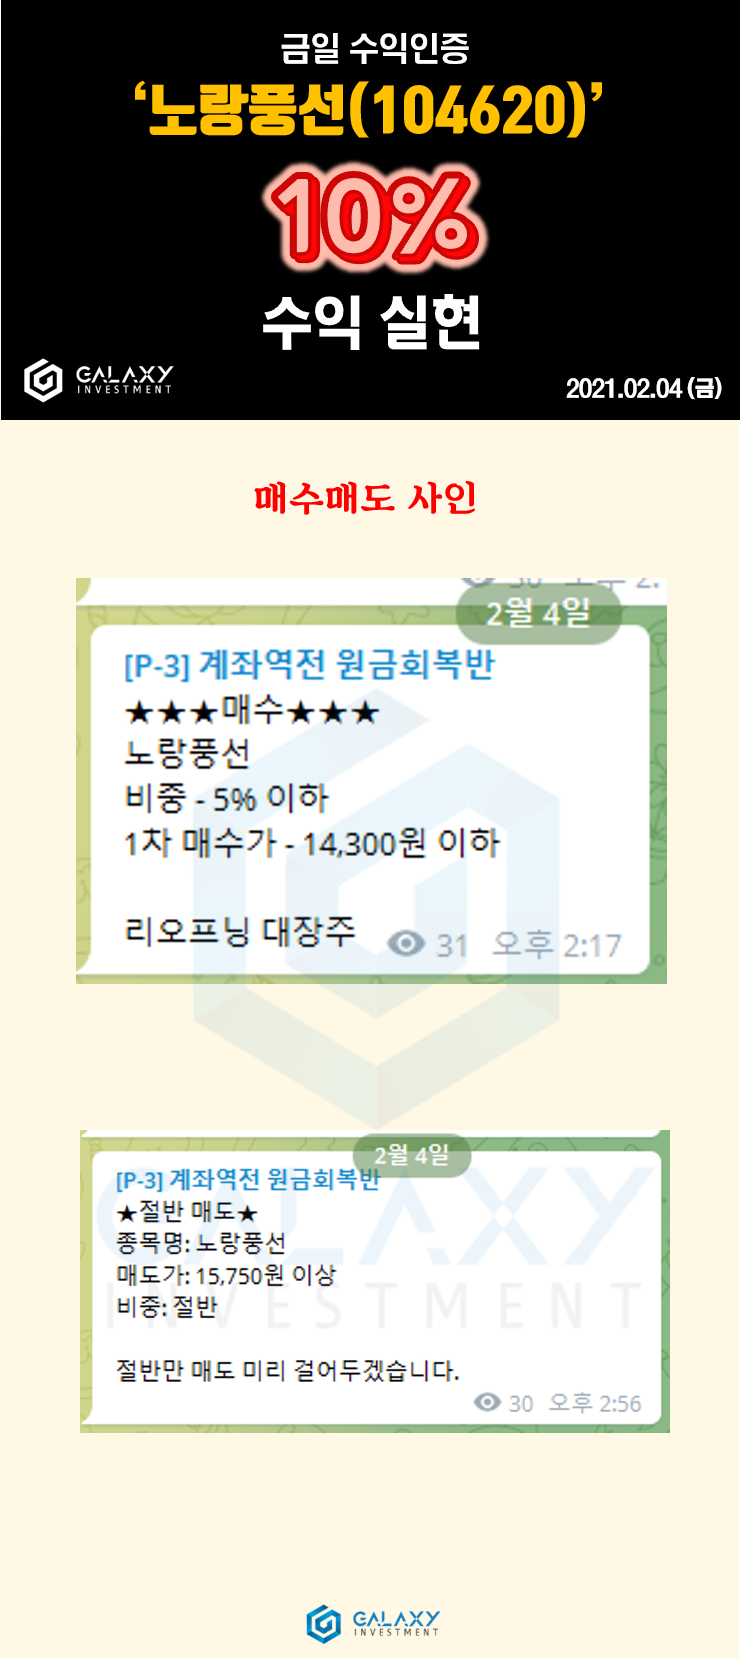 금일 수익인증
‘노랑풍선(104620)’
10%
수익 실현
GALAXY
INVESTMENT
2021.02.04 (금)
매수매도 사인
30 오후 2:
2월 4일
[P-3] 계좌역전 원금회복반
★★★매수★★★
노랑풍선
비중 - 5% 이하
1차 매수가 - 14,300원 이하
리오프닝 대장주
31 오후 2:17
2월 4일
[P-3] 계좌역전 원금회복반
★절반 매도★
종목명: 노랑풍선
매도가: 15,750원 이상
비중: 절반
절반만 매도 미리 걸어두겠습니다.
30 오후 2:56
GALAXY
INVESTMENT
GALAXY
INVESTMENT